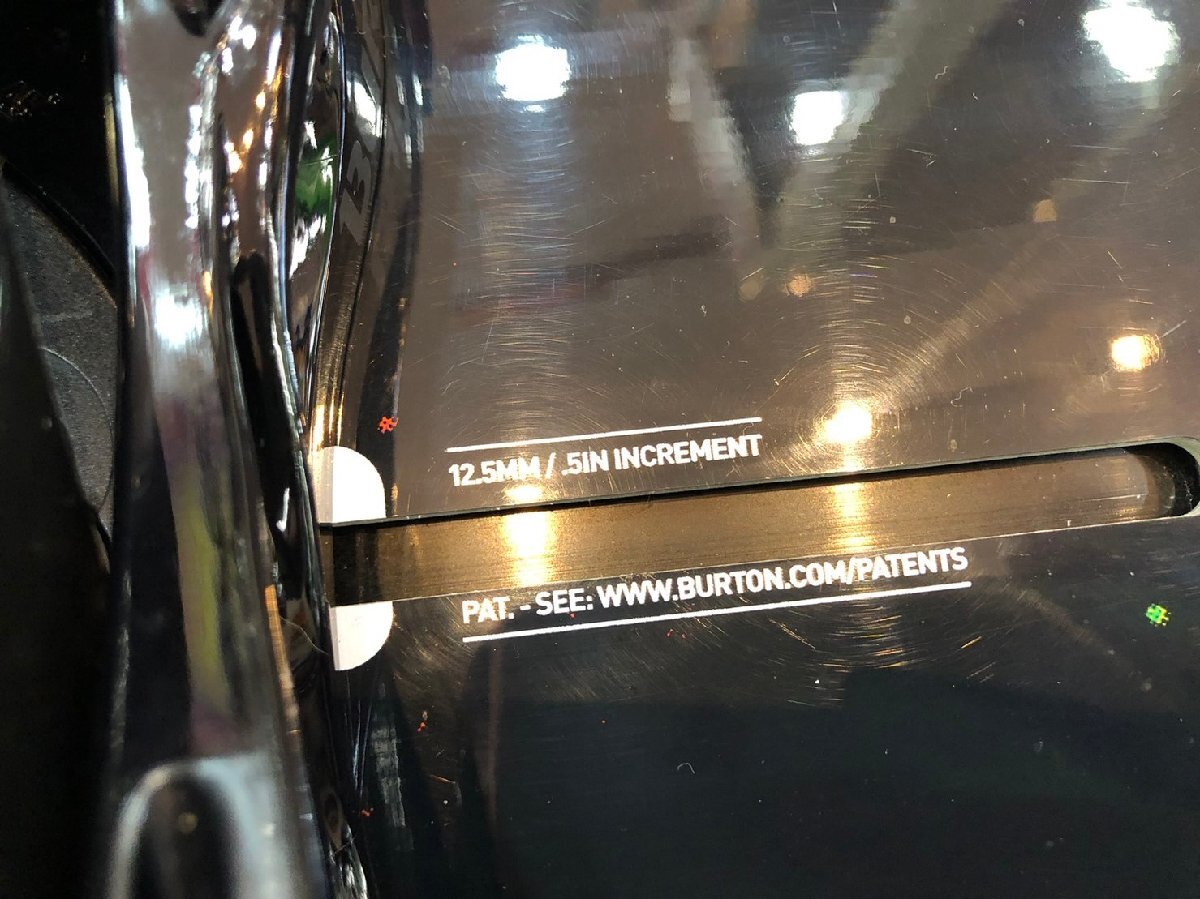 12.5MM / .5IN INCREMENT
PAT. - SEE: WWW.BURTON.COM/PATENTS